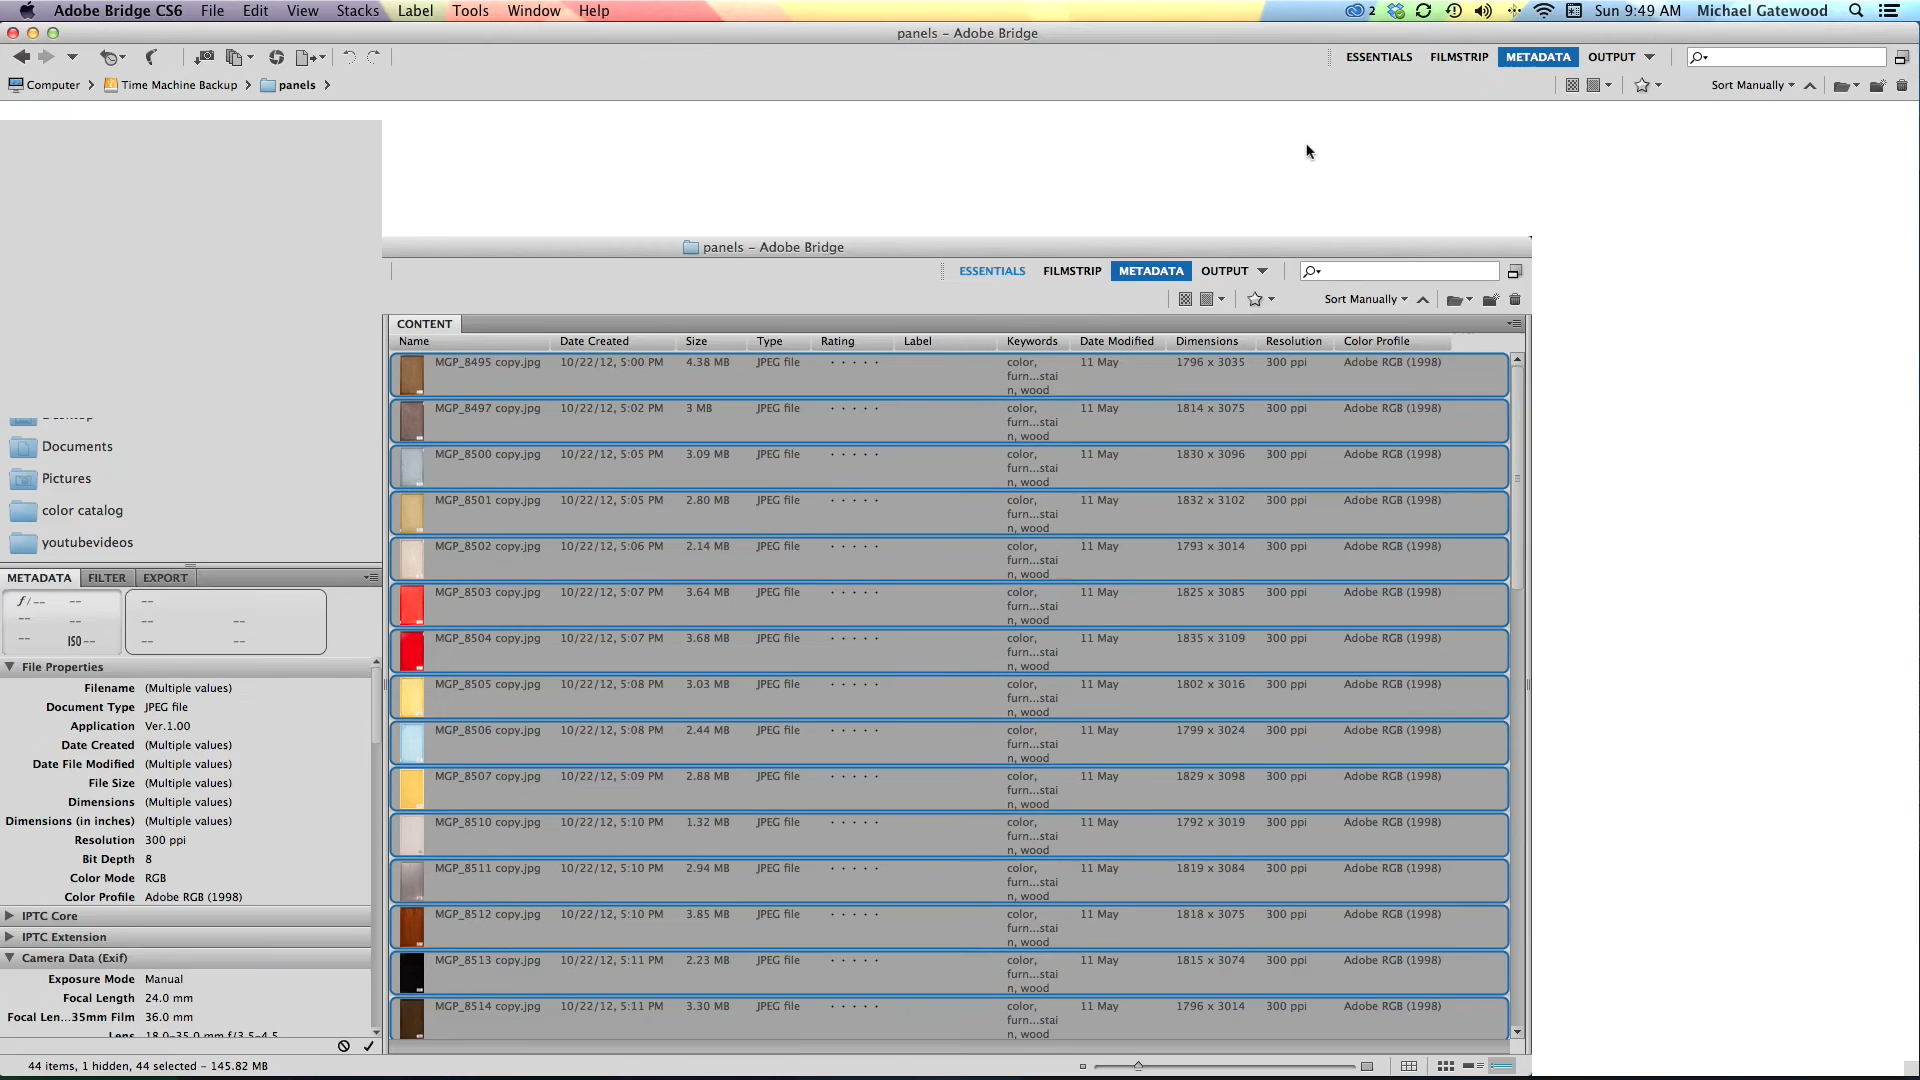 Adobe Bridge CS6 File Edit View Stacks Label Tools Window Help 2 Sun 9:49 AM Michael Gatewood
panels – Adobe Bridge
ESSENTIALS FILMSTRIP METADATA OUTPUT
Computer Time Machine Backup panels Sort Manually
panels – Adobe Bridge
ESSENTIALS FILMSTRIP METADATA OUTPUT
Sort Manually
CONTENT
Name Date Created Size Type Rating Label Keywords Date Modified Dimensions Resolution Color Profile
MGP_8495 copy.jpg 10/22/12, 5:00 PM 4.38 MB JPEG file color, 11 May 1796 x 3035 300 ppi Adobe RGB (1998)
furn...stai
n, wood
MGP_8497 copy.jpg 10/22/12, 5:02 PM 3 MB JPEG file color, 11 May 1814 x 3075 300 ppi Adobe RGB (1998)
furn...stai
n, wood
MGP_8500 copy.jpg 10/22/12, 5:05 PM 3.09 MB JPEG file color, 11 May 1830 x 3096 300 ppi Adobe RGB (1998)
furn...stai
n, wood
MGP_8501 copy.jpg 10/22/12, 5:05 PM 2.80 MB JPEG file color, 11 May 1832 x 3102 300 ppi Adobe RGB (1998)
furn...stai
n, wood
MGP_8502 copy.jpg 10/22/12, 5:06 PM 2.14 MB JPEG file color, 11 May 1793 x 3014 300 ppi Adobe RGB (1998)
furn...stai
n, wood
MGP_8503 copy.jpg 10/22/12, 5:07 PM 3.64 MB JPEG file color, 11 May 1825 x 3085 300 ppi Adobe RGB (1998)
furn...stai
n, wood
MGP_8504 copy.jpg 10/22/12, 5:07 PM 3.68 MB JPEG file color, 11 May 1835 x 3109 300 ppi Adobe RGB (1998)
furn...stai
n, wood
MGP_8505 copy.jpg 10/22/12, 5:08 PM 3.03 MB JPEG file color, 11 May 1802 x 3016 300 ppi Adobe RGB (1998)
furn...stai
n, wood
MGP_8506 copy.jpg 10/22/12, 5:08 PM 2.44 MB JPEG file color, 11 May 1799 x 3024 300 ppi Adobe RGB (1998)
furn...stai
n, wood
MGP_8507 copy.jpg 10/22/12, 5:09 PM 2.88 MB JPEG file color, 11 May 1829 x 3098 300 ppi Adobe RGB (1998)
furn...stai
n, wood
MGP_8510 copy.jpg 10/22/12, 5:10 PM 1.32 MB JPEG file color, 11 May 1792 x 3019 300 ppi Adobe RGB (1998)
furn...stai
n, wood
MGP_8511 copy.jpg 10/22/12, 5:10 PM 2.94 MB JPEG file color, 11 May 1819 x 3084 300 ppi Adobe RGB (1998)
furn...stai
n, wood
MGP_8512 copy.jpg 10/22/12, 5:10 PM 3.85 MB JPEG file color, 11 May 1818 x 3075 300 ppi Adobe RGB (1998)
furn...stai
n, wood
MGP_8513 copy.jpg 10/22/12, 5:11 PM 2.23 MB JPEG file color, 11 May 1815 x 3074 300 ppi Adobe RGB (1998)
furn...stai
n, wood
MGP_8514 copy.jpg 10/22/12, 5:11 PM 3.30 MB JPEG file color, 11 May 1796 x 3014 300 ppi Adobe RGB (1998)
furn...stai
n, wood
Documents
Pictures
color catalog
youtubevideos
METADATA FILTER EXPORT
f/-- -- --
-- -- --
-- ISO -- -- --
File Properties
Filename (Multiple values)
Document Type JPEG file
Application Ver.1.00
Date Created (Multiple values)
Date File Modified (Multiple values)
File Size (Multiple values)
Dimensions (Multiple values)
Dimensions (in inches) (Multiple values)
Resolution 300 ppi
Bit Depth 8
Color Mode RGB
Color Profile Adobe RGB (1998)
IPTC Core
IPTC Extension
Camera Data (Exif)
Exposure Mode Manual
Focal Length 24.0 mm
Focal Len...35mm Film 36.0 mm
Lens 18.0-35.0 mm f/3.5-4.5
44 items, 1 hidden, 44 selected – 145.82 MB